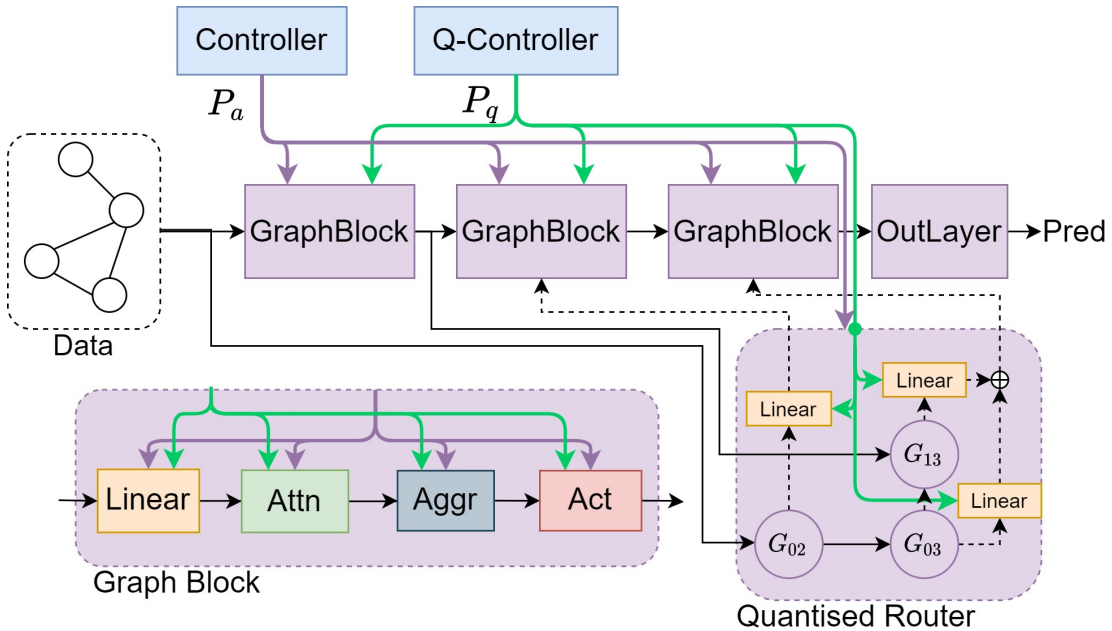 Controller
Q-Controller
P_a
P_q
GraphBlock
GraphBlock
GraphBlock
OutLayer
Pred
Data
Linear
Linear
G_13
Linear
G_02
G_03
Linear
Attn
Aggr
Act
Graph Block
Quantised Router